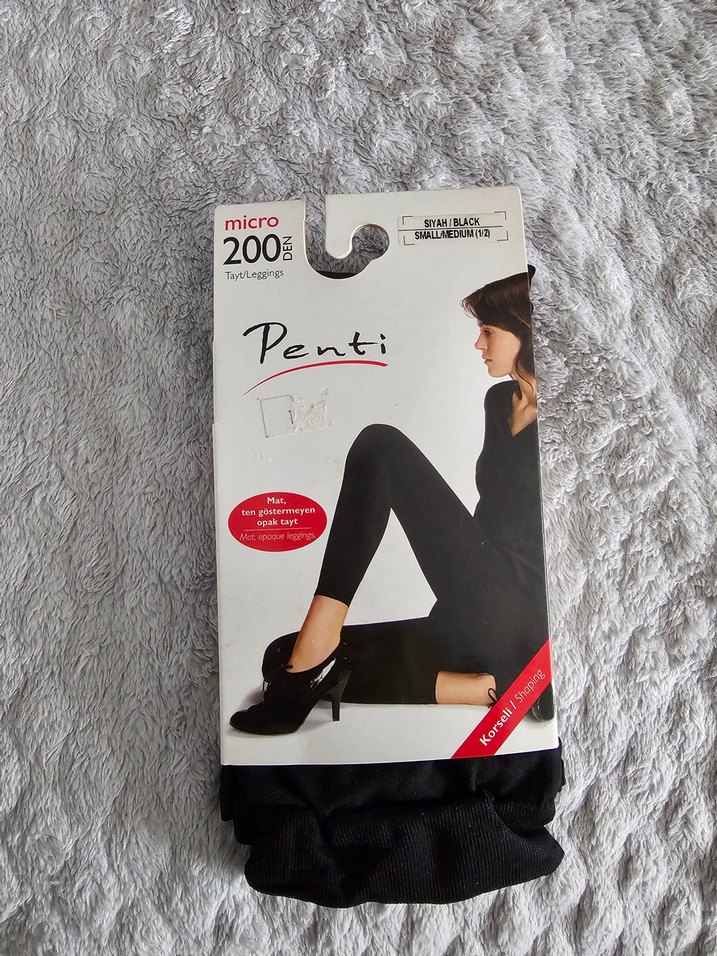 micro
200 DEN
Tayt/Leggings
SIYAH / BLACK
SMALL/MEDIUM (1/2)
Penti
Mat,
ten göstermeyen
opak tayt
Mat, opaque leggings.
Korseli / Shaping